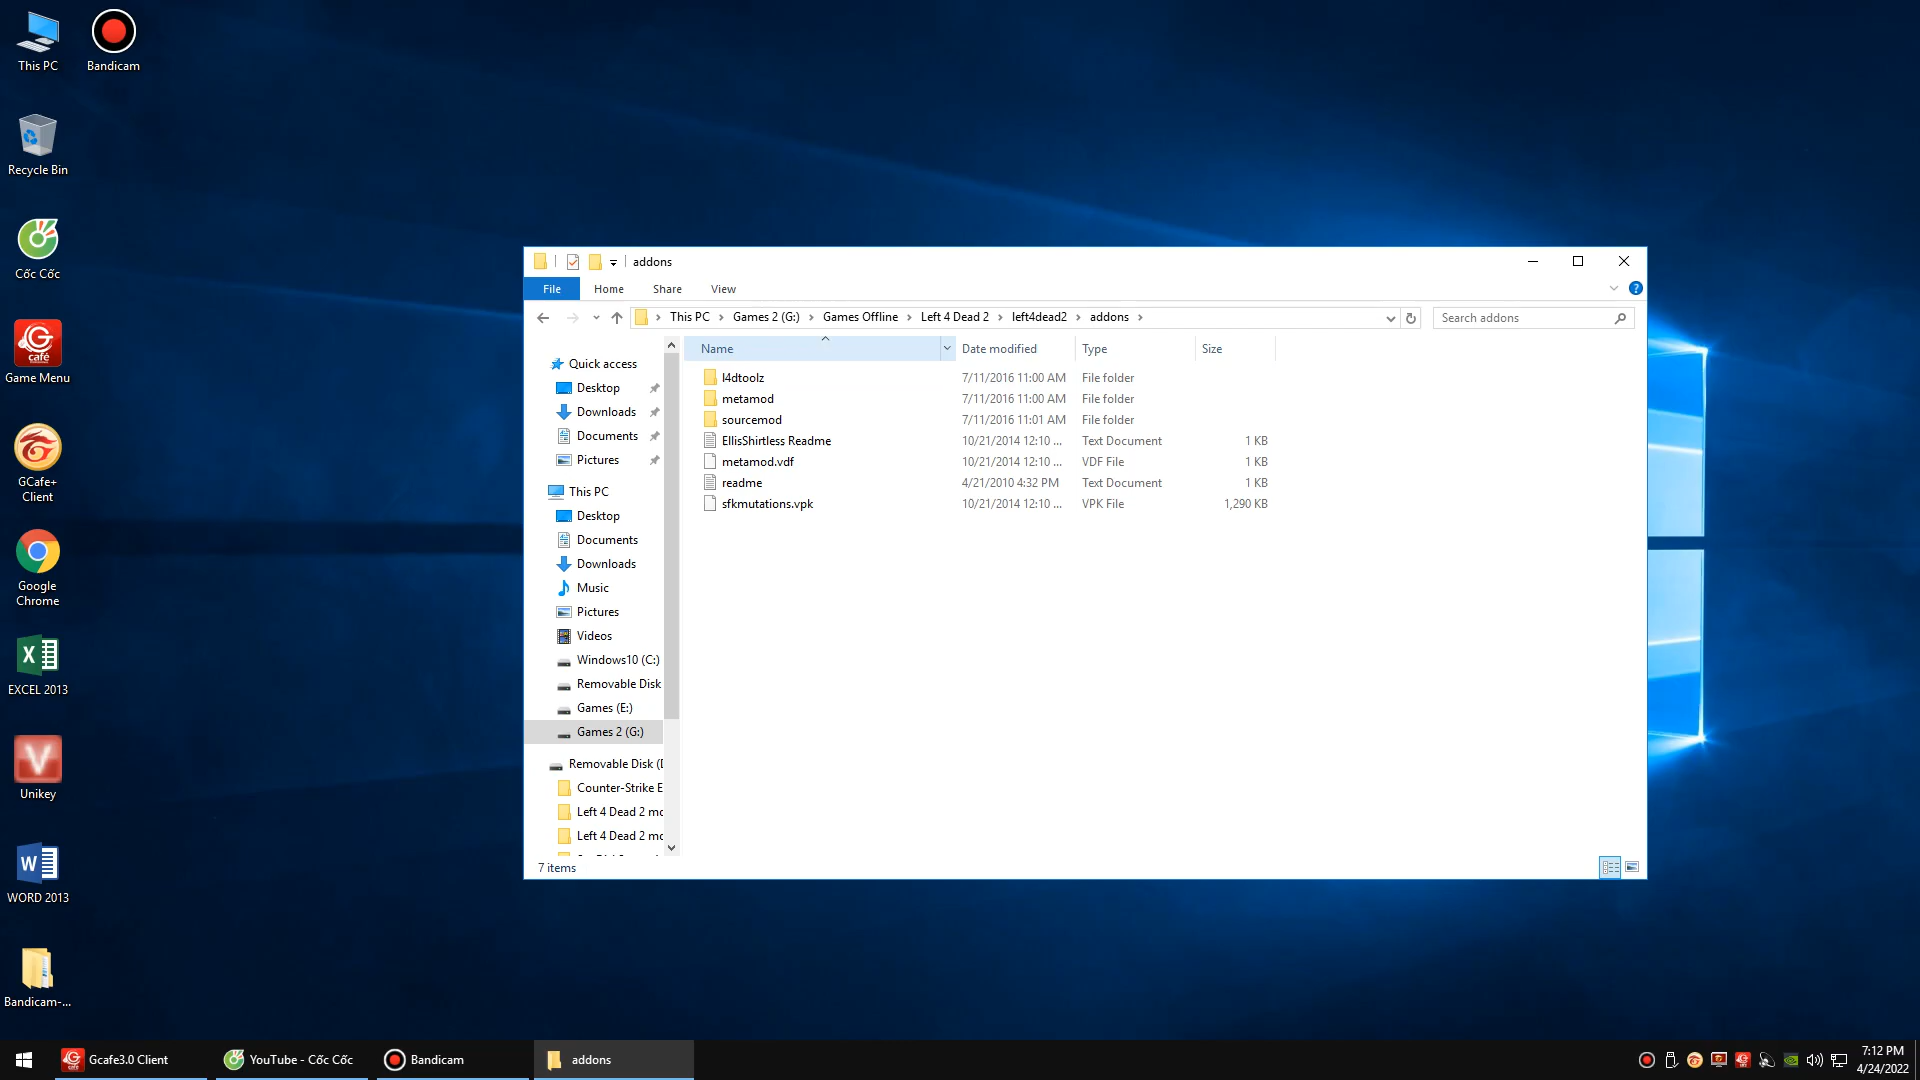 This PC
Bandicam
Recycle Bin
Cốc Cốc
Game Menu
GCafe+
Client
Google
Chrome
EXCEL 2013
Unikey
WORD 2013
Bandicam-...
addons
File Home Share View
This PC Games 2 (G:) Games Offline Left 4 Dead 2 left4dead2 addons
Search addons
Name Date modified Type Size
l4dtoolz 7/11/2016 11:00 AM File folder
metamod 7/11/2016 11:00 AM File folder
sourcemod 7/11/2016 11:01 AM File folder
EllisShirtless Readme 10/21/2014 12:10 ... Text Document 1 KB
metamod.vdf 10/21/2014 12:10 ... VDF File 1 KB
readme 4/21/2010 4:32 PM Text Document 1 KB
sfkmutations.vpk 10/21/2014 12:10 ... VPK File 1,290 KB
Quick access
Desktop
Downloads
Documents
Pictures
This PC
Desktop
Documents
Downloads
Music
Pictures
Videos
Windows10 (C:)
Removable Disk
Games (E:)
Games 2 (G:)
Removable Disk (
Counter-Strike E
Left 4 Dead 2 mo
Left 4 Dead 2 mo
7 items
Gcafe3.0 Client
YouTube - Cốc Cốc
Bandicam
addons
7:12 PM
4/24/2022